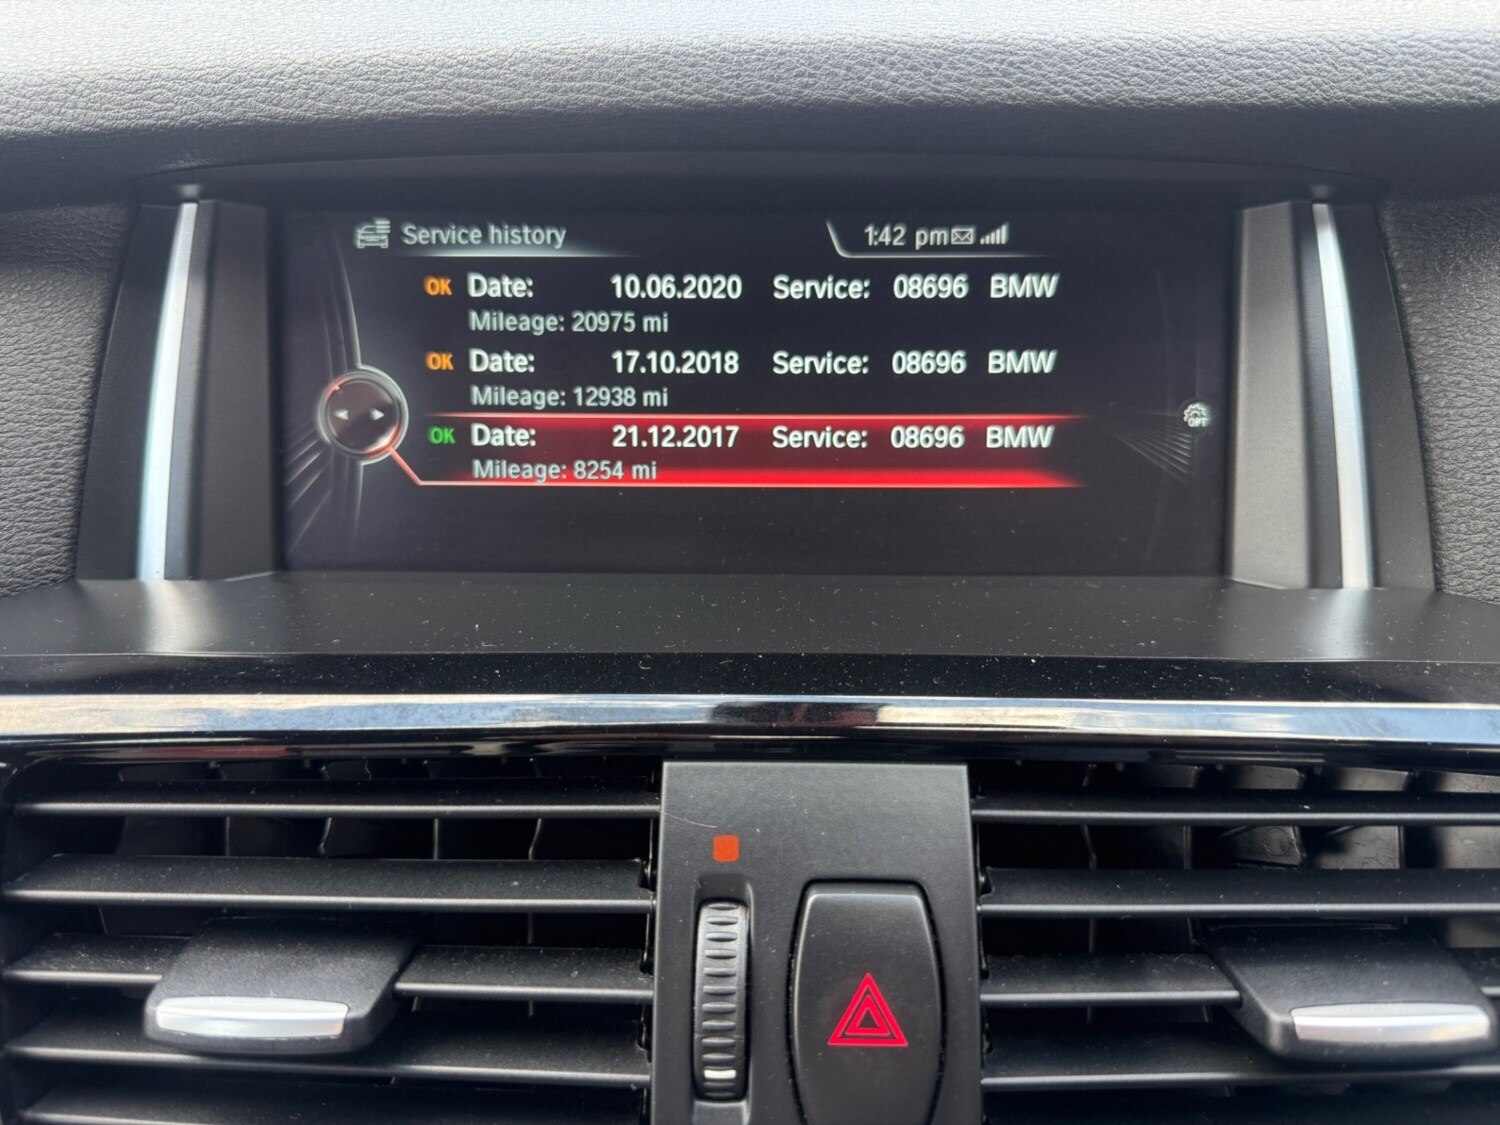 Service history 1:42 pm
OK Date: 10.06.2020 Service: 08696 BMW
Mileage: 20975 mi
OK Date: 17.10.2018 Service: 08696 BMW
Mileage: 12938 mi
OK Date: 21.12.2017 Service: 08696 BMW
Mileage: 8254 mi
OPT